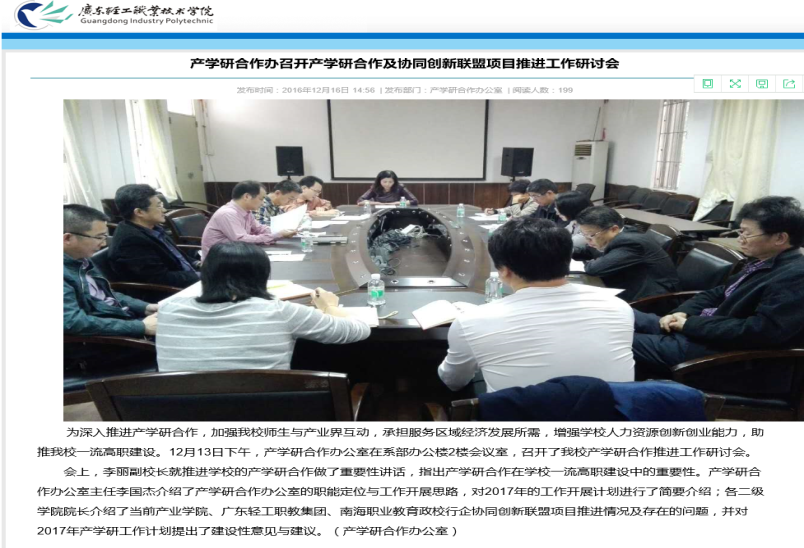 廣东轻工職業技术学院
Guangdong Industry Polytechnic
产学研合作办召开产学研合作及协同创新联盟项目推进工作研讨会
发布时间：2016年12月16日 14:56 | 发布部门：产学研合作办公室 | 阅读人数：199
为深入推进产学研合作，加强我校师生与产业界互动，承担服务区域经济发展所需，增强学校人力资源创新创业能力，助
推我校一流高职建设。12月13日下午，产学研合作办公室在系部办公楼2楼会议室，召开了我校产学研合作推进工作研讨会。
会上，李丽副校长就推进学校的产学研合作做了重要性讲话，指出产学研合作在学校一流高职建设中的重要性。产学研合
作办公室主任李国杰介绍了产学研合作办公室的职能定位与工作开展思路，对2017年的工作开展计划进行了简要介绍；各二级
学院院长介绍了当前产业学院、广东轻工职教集团、南海职业教育政校行企协同创新联盟项目推进情况及存在的问题，并对
2017年产学研工作计划提出了建设性意见与建议。（产学研合作办公室）